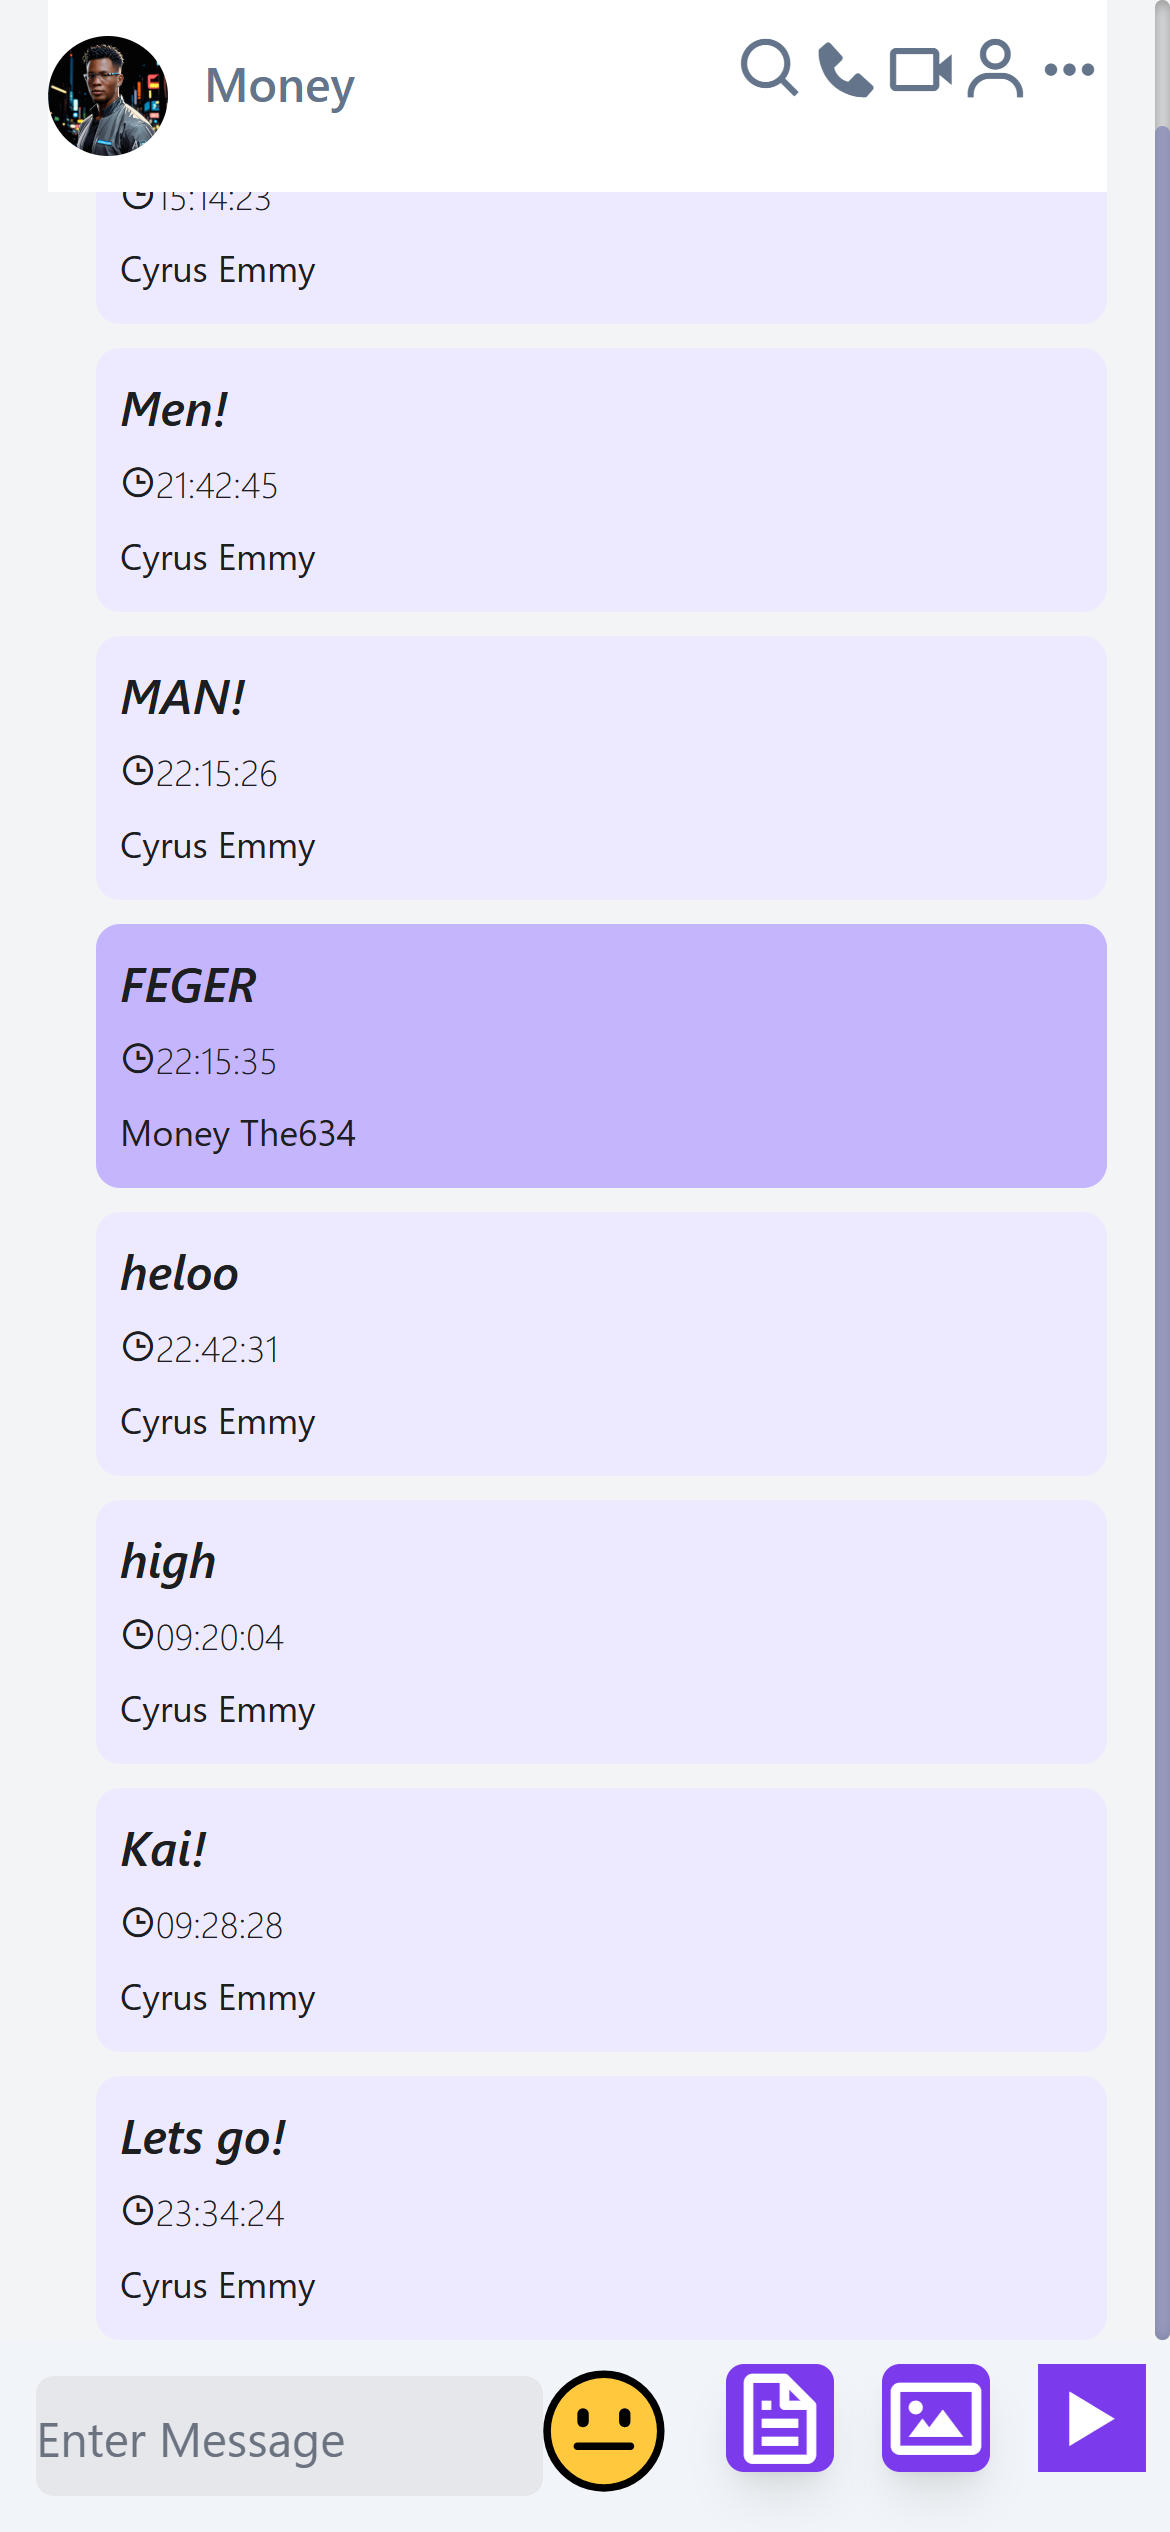 Money
15:14:23
Cyrus Emmy
Men!
21:42:45
Cyrus Emmy
MAN!
22:15:26
Cyrus Emmy
FEGER
22:15:35
Money The634
heloo
22:42:31
Cyrus Emmy
high
09:20:04
Cyrus Emmy
Kai!
09:28:28
Cyrus Emmy
Lets go!
23:34:24
Cyrus Emmy
Enter Message